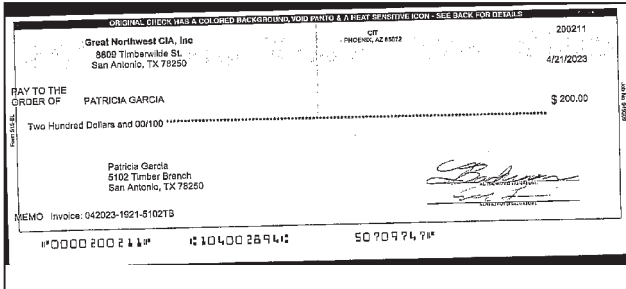 ORIGINAL CHECK HAS A COLORED BACKGROUND, VOID PANTO & A HEAT SENSITIVE ICON - SEE BACK FOR DETAILS
Great Northwest CIA, Inc
8609 Timberwilde St.
San Antonio, TX 78250
CIT
PHOENIX, AZ 85072
200211
4/21/2023
PAY TO THE
ORDER OF PATRICIA GARCIA
$ 200.00
Two Hundred Dollars and 00/100
Patricia Garcia
5102 Timber Branch
San Antonio, TX 78250
MEMO Invoice: 042023-1921-5102TB
⑈0000200211⑈ ⑆104002894⑆ 50709747⑈